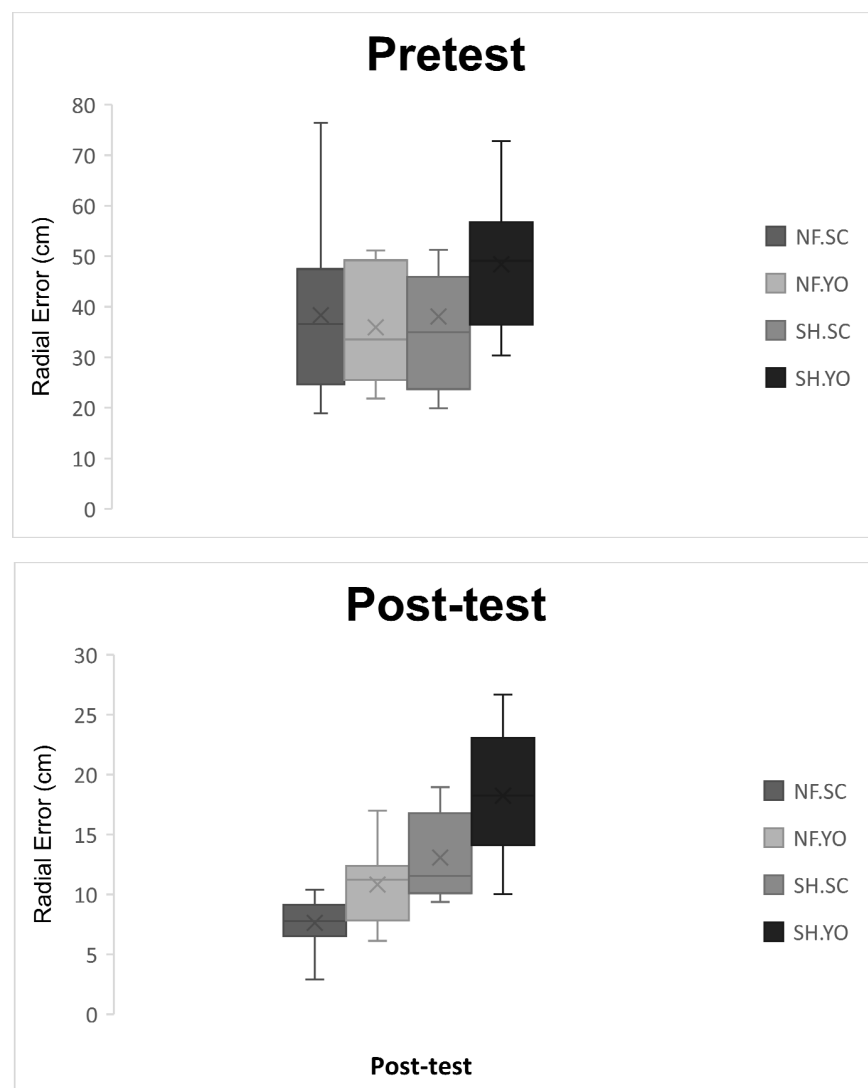 Pretest
80
70
60
50
40
30
20
10
0
Radial Error (cm)
NF.SC
NF.YO
SH.SC
SH.YO
Post-test
30
25
20
15
10
5
0
Radial Error (cm)
NF.SC
NF.YO
SH.SC
SH.YO
Post-test